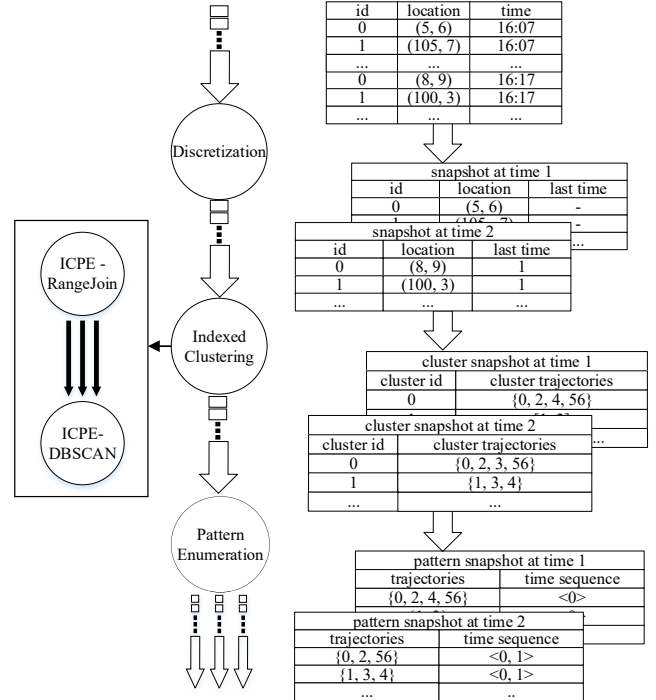 id location time
0 (5, 6) 16:07
1 (105, 7) 16:07
... ... ...
0 (8, 9) 16:17
1 (100, 3) 16:17
... ... ...
Discretization
snapshot at time 1
id location last time
0 (5, 6) -
-
...
snapshot at time 2
id location last time
0 (8, 9) 1
1 (100, 3) 1
... ... ...
ICPE -
RangeJoin
ICPE-
DBSCAN
Indexed
Clustering
cluster snapshot at time 1
cluster id cluster trajectories
0 {0, 2, 4, 56}
...
cluster snapshot at time 2
cluster id cluster trajectories
0 {0, 2, 3, 56}
1 {1, 3, 4}
... ...
Pattern
Enumeration
pattern snapshot at time 1
trajectories time sequence
{0, 2, 4, 56} <0>
pattern snapshot at time 2
trajectories time sequence
{0, 2, 56} <0, 1>
{1, 3, 4} <0, 1>
... ..